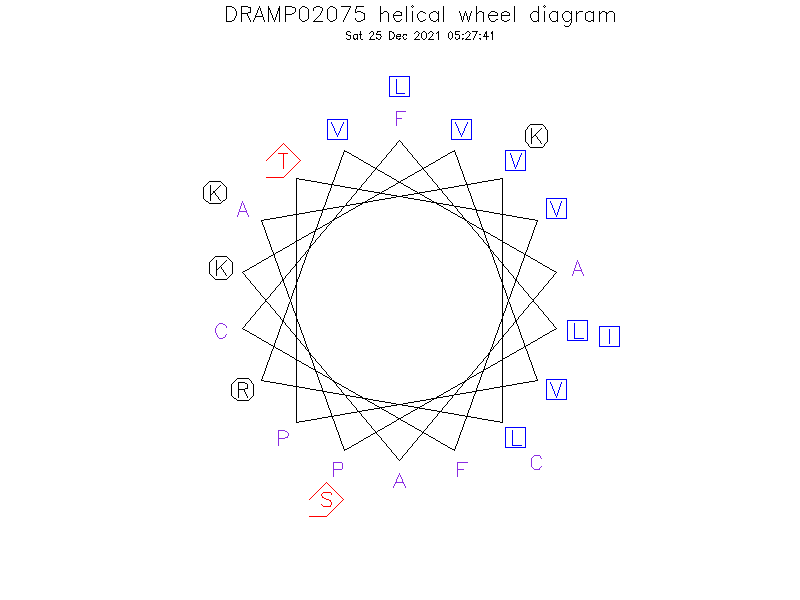 DRAMP02075 helical wheel diagram
Sat 25 Dec 2021 05:27:41
L
F
V V
K
T V
K
A V
K A
C L I
R V
P L
C
P F
A
S